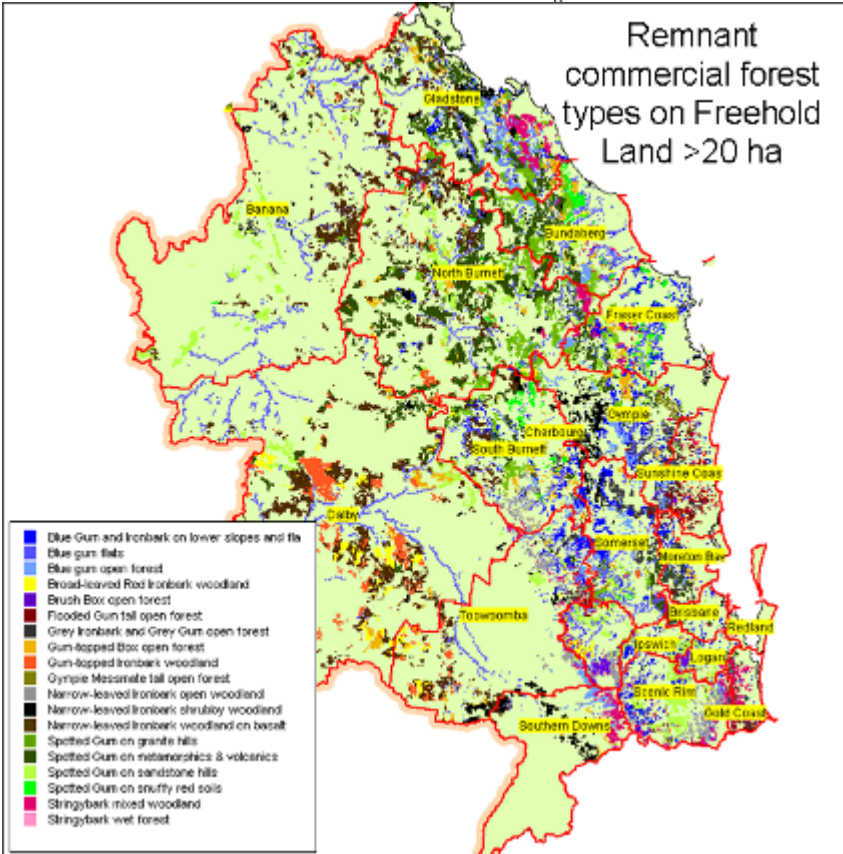 Remnant
commercial forest
types on Freehold
Land >20 ha
Gladstone
Banana
Bundaberg
North Burnett
Fraser Coast
Gympie
Cherbourg
South Burnett
Sunshine Coas
Dalby
Somerset
Moreton Bay
Toowoomba
Brisbane
Redland
Ipswich
Logan
Scenic Rim
Gold Coast
Southern Downs
Blue Gum and Ironbark on lower slopes and fla
Blue gum flats
Blue gum open forest
Broad-leaved Red Ironbark woodland
Brush Box open forest
Flooded Gum tall open forest
Grey Ironbark and Grey Gum open forest
Gum-topped Box open forest
Gum-topped Ironbark woodland
Gympie Messmate tall open forest
Narrow-leaved Ironbark open woodland
Narrow-leaved Ironbark shrubby woodland
Narrow-leaved Ironbark woodland on basalt
Spotted Gum on granite hills
Spotted Gum on metamorphics & volcanics
Spotted Gum on sandstone hills
Spotted Gum on snuffy red soils
Stringybark mixed woodland
Stringybark wet forest